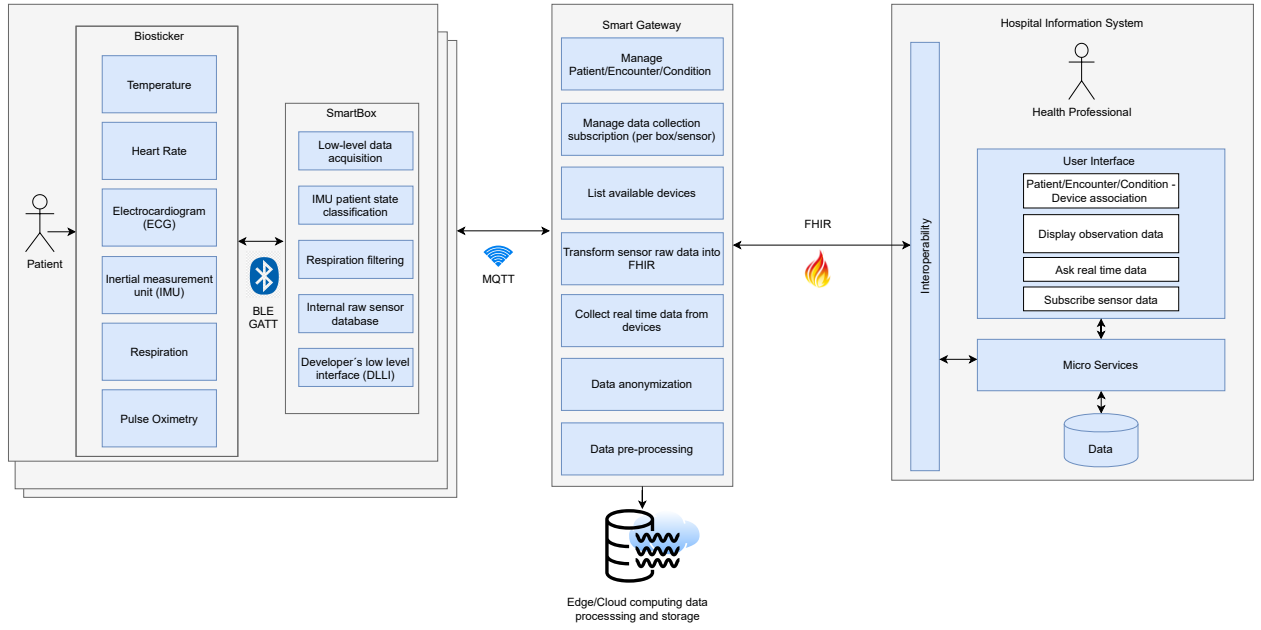 Biosticker
Temperature
Heart Rate
Electrocardiogram
(ECG)
Inertial measurement
unit (IMU)
Respiration
Pulse Oximetry
Patient
BLE
GATT
SmartBox
Low-level data
acquisition
IMU patient state
classification
Respiration filtering
Internal raw sensor
database
Developer´s low level
interface (DLLI)
MQTT
Smart Gateway
Manage
Patient/Encounter/Condition
Manage data collection
subscription (per box/sensor)
List available devices
Transform sensor raw data into
FHIR
Collect real time data from
devices
Data anonymization
Data pre-processing
Edge/Cloud computing data
processsing and storage
FHIR
Hospital Information System
Health Professional
Interoperability
User Interface
Patient/Encounter/Condition -
Device association
Display observation data
Ask real time data
Subscribe sensor data
Micro Services
Data